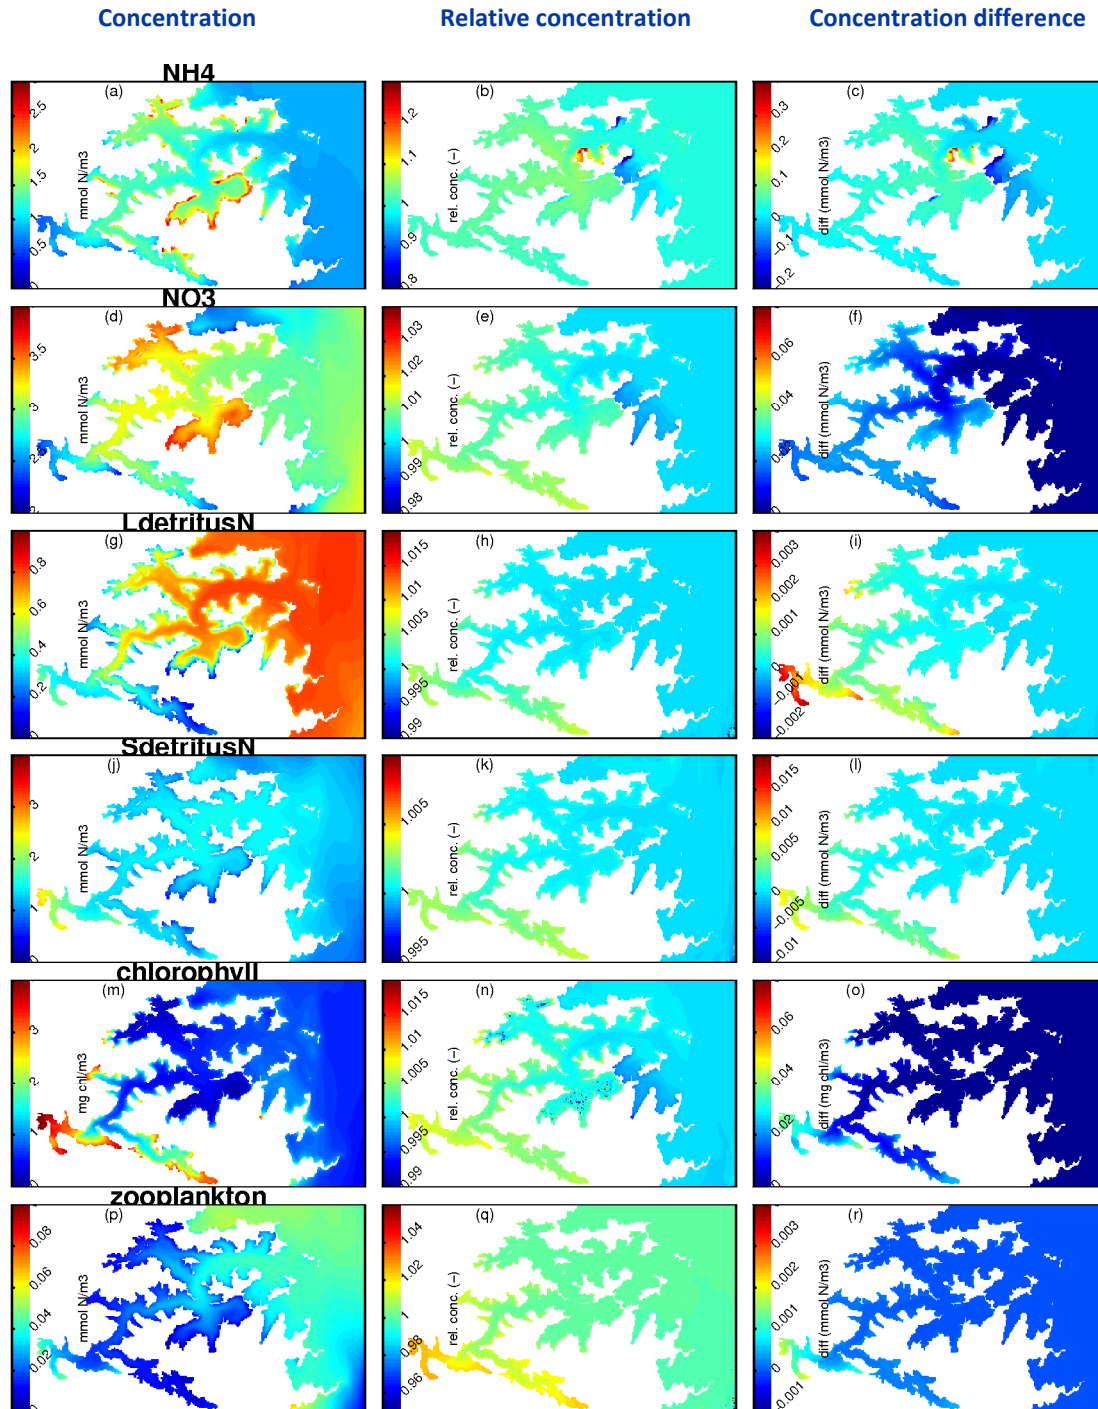 Concentration
Relative concentration
Concentration difference
NH4
(a)
2.5
2
1.5
1
0.5
0
mmol N/m3
(b)
1.2
1.1
1
0.9
0.8
rel. conc. (−)
(c)
0.3
0.2
0.1
0
−0.1
−0.2
diff (mmol N/m3)
NO3
(d)
3.5
3
2
mmol N/m3
(e)
1.03
1.02
1.01
1
0.99
0.98
rel. conc. (−)
(f)
0.06
0.04
0.02
diff (mmol N/m3)
LdetritusN
(g)
0.8
0.6
0.4
0.2
0
mmol N/m3
(h)
1.015
1.01
1.005
1
0.995
0.99
rel. conc. (−)
(i)
0.003
0.002
0.001
0
−0.001
−0.002
diff (mmol N/m3)
SdetritusN
(j)
3
2
1
0
mmol N/m3
(k)
1.005
1
0.995
rel. conc. (−)
(l)
0.015
0.01
0.005
0
−0.005
−0.01
diff (mmol N/m3)
chlorophyll
(m)
3
2
1
0
mg chl/m3
(n)
1.015
1.01
1.005
1
0.995
0.99
rel. conc. (−)
(o)
0.06
0.04
0.02
diff (mg chl/m3)
zooplankton
(p)
0.08
0.06
0.04
0.02
mmol N/m3
(q)
1.04
1.02
1
0.98
0.96
rel. conc. (−)
(r)
0.003
0.002
0.001
0
−0.001
diff (mmol N/m3)